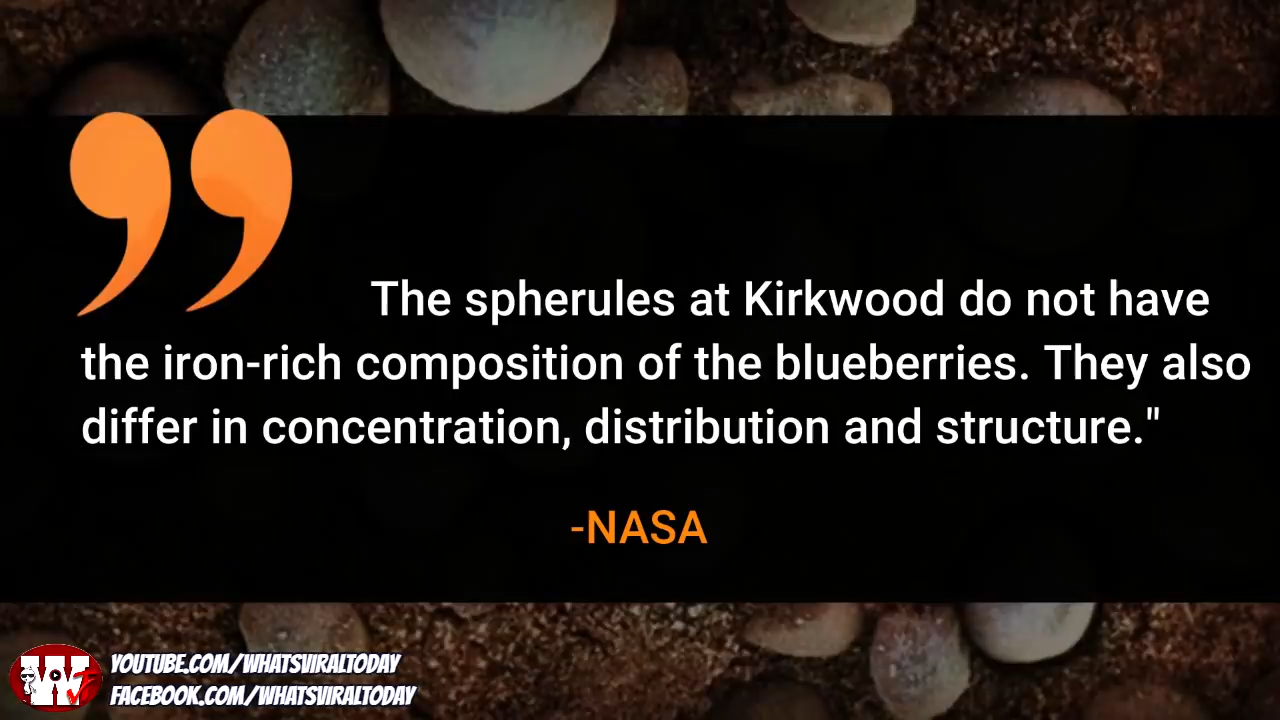 The spherules at Kirkwood do not have
the iron-rich composition of the blueberries. They also
differ in concentration, distribution and structure."
-NASA
YOUTUBE.COM/WHATSVIRALTODAY
FACEBOOK.COM/WHATSVIRALTODAY